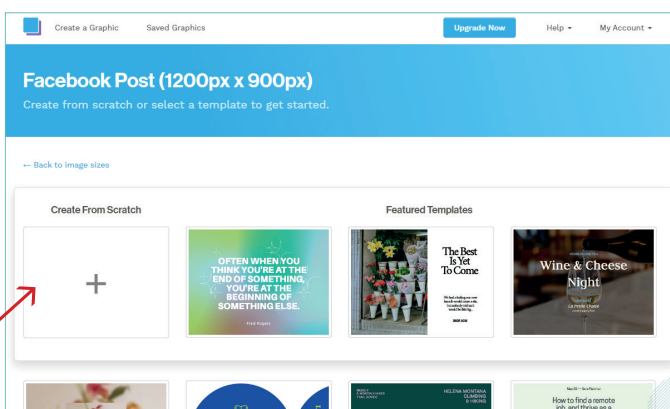 Create a Graphic
Saved Graphics
Upgrade Now
Help
My Account
Facebook Post (1200px x 900px)
Create from scratch or select a template to get started.
← Back to image sizes
Create From Scratch
Featured Templates
+
OFTEN WHEN YOU
THINK YOU'RE AT THE
END OF SOMETHING,
YOU'RE AT THE
BEGINNING OF
SOMETHING ELSE.
Fred Rogers
The Best
Is Yet
To Come
Wine & Cheese
Night
HELENA MONTANA
CLIMBING
& HIKING
How to find a remote
job and thrive as a